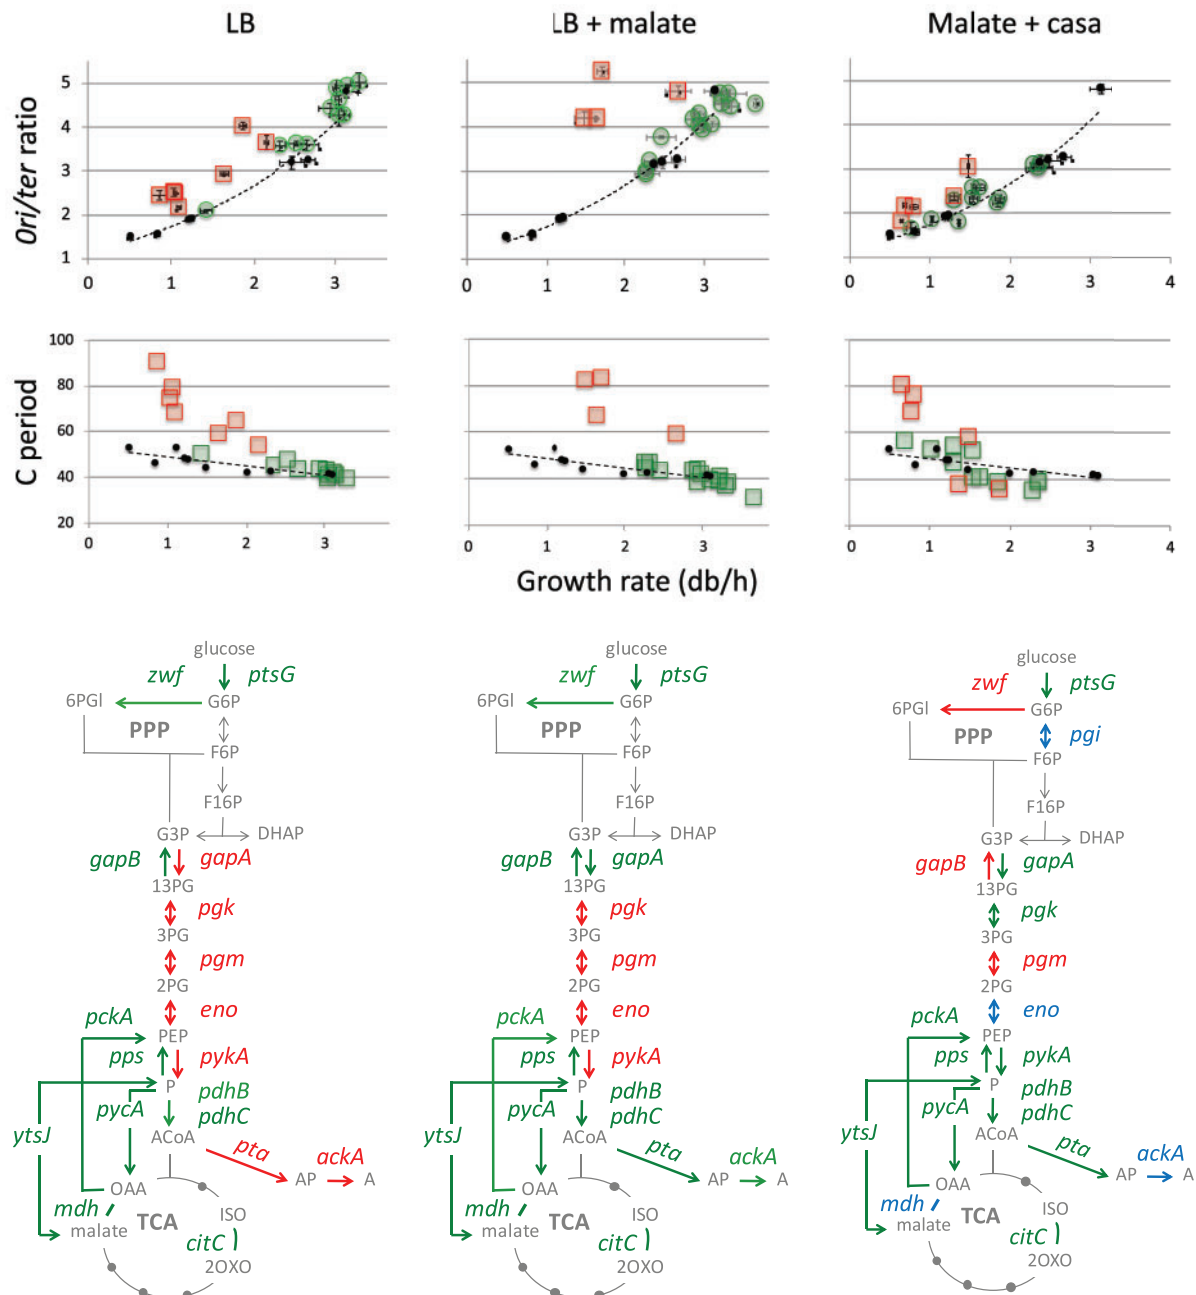 LB
LB + malate
Malate + casa
Ori/ter ratio
5
4
3
2
1
0 1 2 3
0 1 2 3
0 1 2 3 4
C period
100
80
60
40
20
0 1 2 3
0 1 2 3
0 1 2 3 4
Growth rate (db/h)
glucose
zwf ptsG
6PGl G6P
PPP
F6P
F16P
G3P DHAP
gapB gapA
13PG
pgk
3PG
pgm
2PG
eno
pckA
PEP
pps pykA
P
pdhB
pycA pdhC
ytsJ
ACoA
pta ackA
AP A
OAA
mdh ISO
malate TCA
citC
2OXO
glucose
zwf ptsG
6PGl G6P
PPP
F6P
F16P
G3P DHAP
gapB gapA
13PG
pgk
3PG
pgm
2PG
eno
pckA
PEP
pps pykA
P
pdhB
pycA pdhC
ytsJ
ACoA
pta ackA
AP A
OAA
mdh ISO
malate TCA
citC
2OXO
glucose
zwf ptsG
6PGl G6P
PPP pgi
F6P
F16P
G3P DHAP
gapB gapA
13PG
pgk
3PG
pgm
2PG
eno
pckA
PEP
pps pykA
P
pdhB
pycA pdhC
ytsJ
ACoA
pta ackA
AP A
OAA
mdh ISO
malate TCA
citC
2OXO